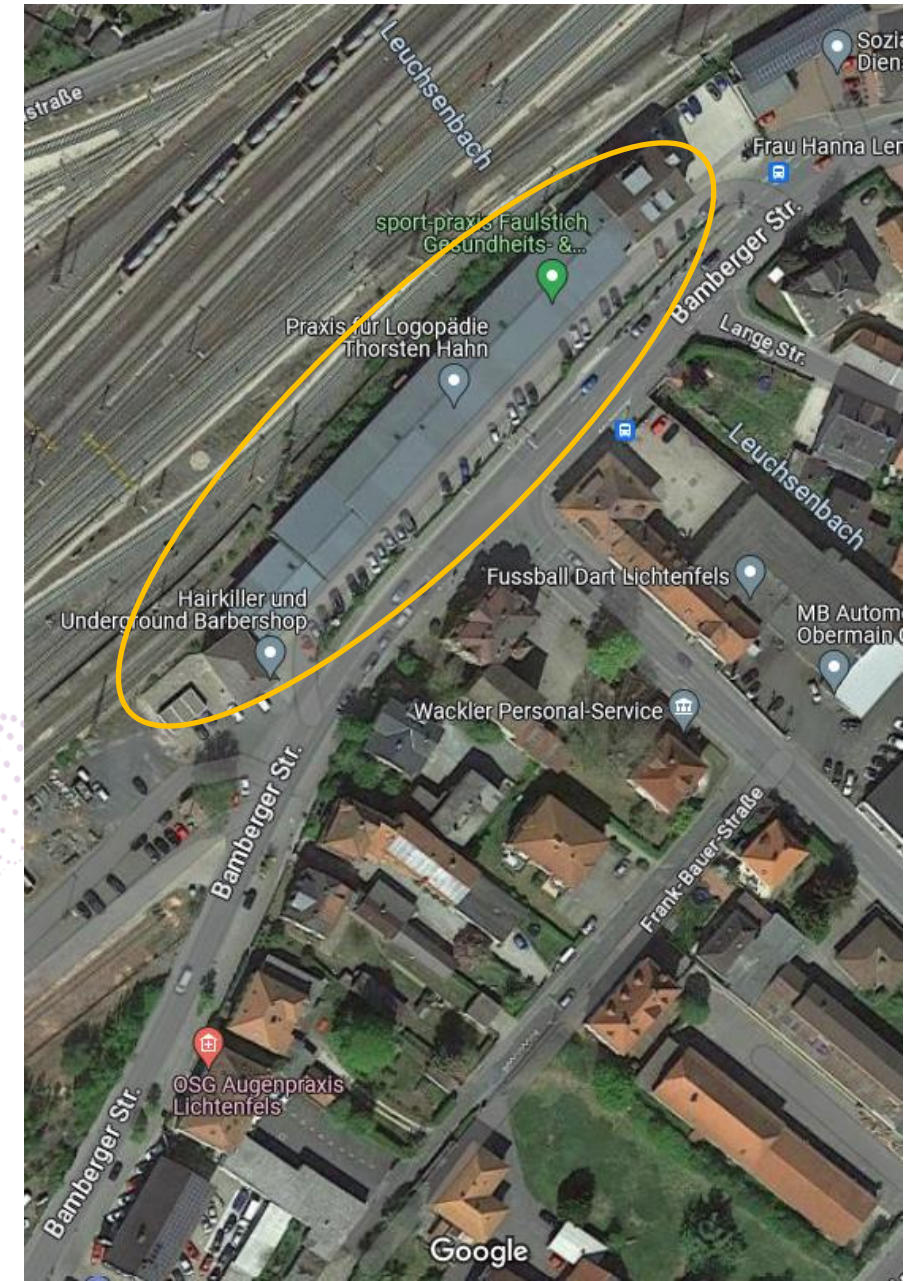 Leuchsenbach
straße
Sozia
Diens
Frau Hanna Len
sport-praxis Faulstich
Gesundheits- &...
Bamberger Str.
Praxis für Logopädie
Thorsten Hahn
Lange Str.
Leuchsenbach
Fussball Dart Lichtenfels
Hairkiller und
Underground Barbershop
MB Automo
Obermain G
Wackler Personal-Service
Bamberger Str.
Frank-Bauer-Straße
OSG Augenpraxis
Lichtenfels
Bamberger Str.
Google